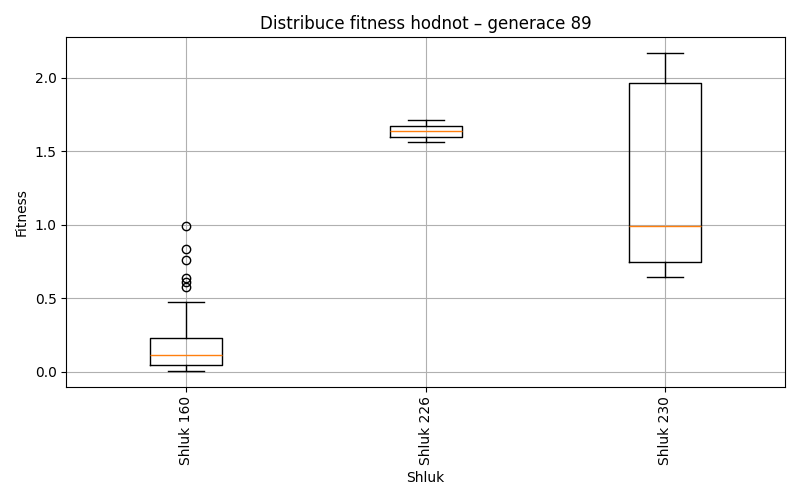 Distribuce fitness hodnot – generace 89
Fitness
2.0
1.5
1.0
0.5
0.0
Shluk 160
Shluk 226
Shluk 230
Shluk